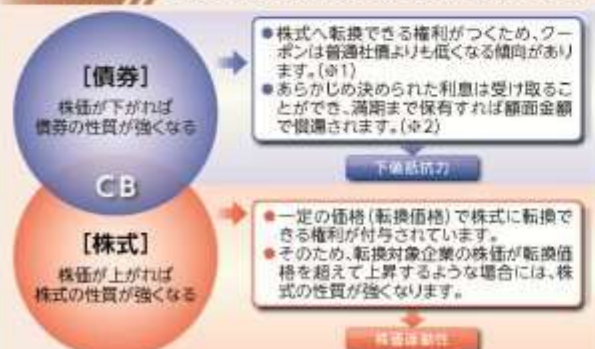 [債券]
株価が下がれば
債券の性質が強くなる
●株式へ転換できる権利がつくため、クー
ポンは普通社債よりも低くなる傾向があり
ます。(※1)
●あらかじめ決められた利息は受け取るこ
とができ、満期まで保有すれば額面金額
で償還されます。(※2)
下値抵抗力
CB
[株式]
株価が上がれば
株式の性質が強くなる
●一定の価格(転換価格)で株式に転換で
きる権利が付与されています。
●そのため、転換対象企業の株価が転換価
格を超えて上昇するような場合には、株
式の性質が強くなります。
株価連動性